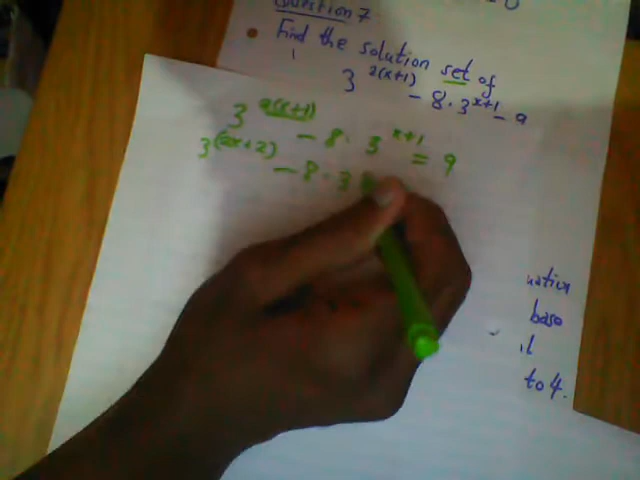 Question 7
Find the solution set of
3^2(x+1) - 8·3^x+1 - 9
3^2(x+1) - 8·3^x+1 = 9
3^(2x+2) - 8·3
base
to 4.